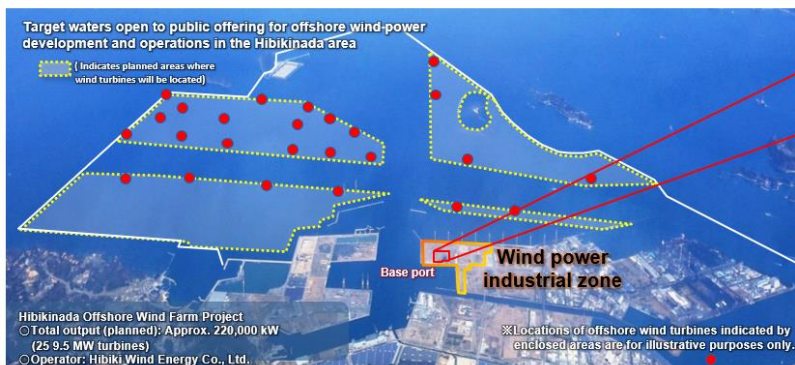 Target waters open to public offering for offshore wind-power
development and operations in the Hibikinada area
( Indicates planned areas where
wind turbines will be located)
Base port
Wind power
industrial zone
Hibikinada Offshore Wind Farm Project
○Total output (planned): Approx. 220,000 kW
(25 9.5 MW turbines)
○Operator: Hibiki Wind Energy Co., Ltd.
※Locations of offshore wind turbines indicated by
enclosed areas are for illustrative purposes only.